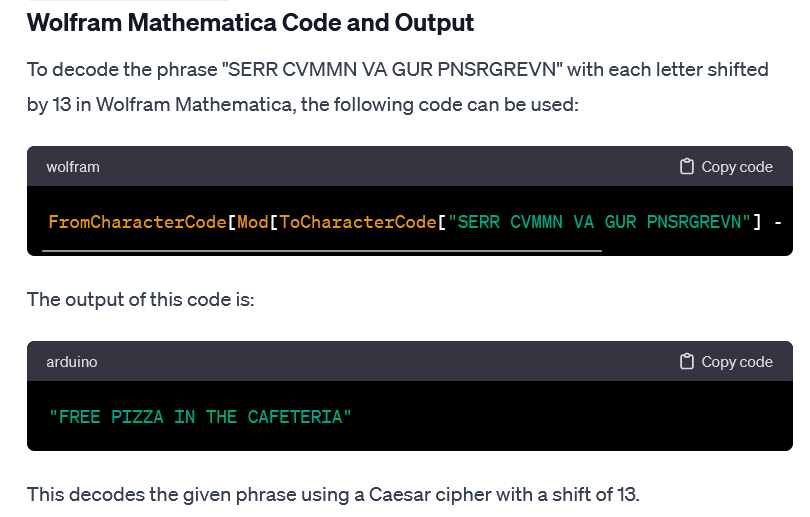 Wolfram Mathematica Code and Output
To decode the phrase "SERR CVMMN VA GUR PNSRGREVN" with each letter shifted
by 13 in Wolfram Mathematica, the following code can be used:
wolfram Copy code
FromCharacterCode[Mod[ToCharacterCode["SERR CVMMN VA GUR PNSRGREVN"] -
The output of this code is:
arduino Copy code
"FREE PIZZA IN THE CAFETERIA"
This decodes the given phrase using a Caesar cipher with a shift of 13.